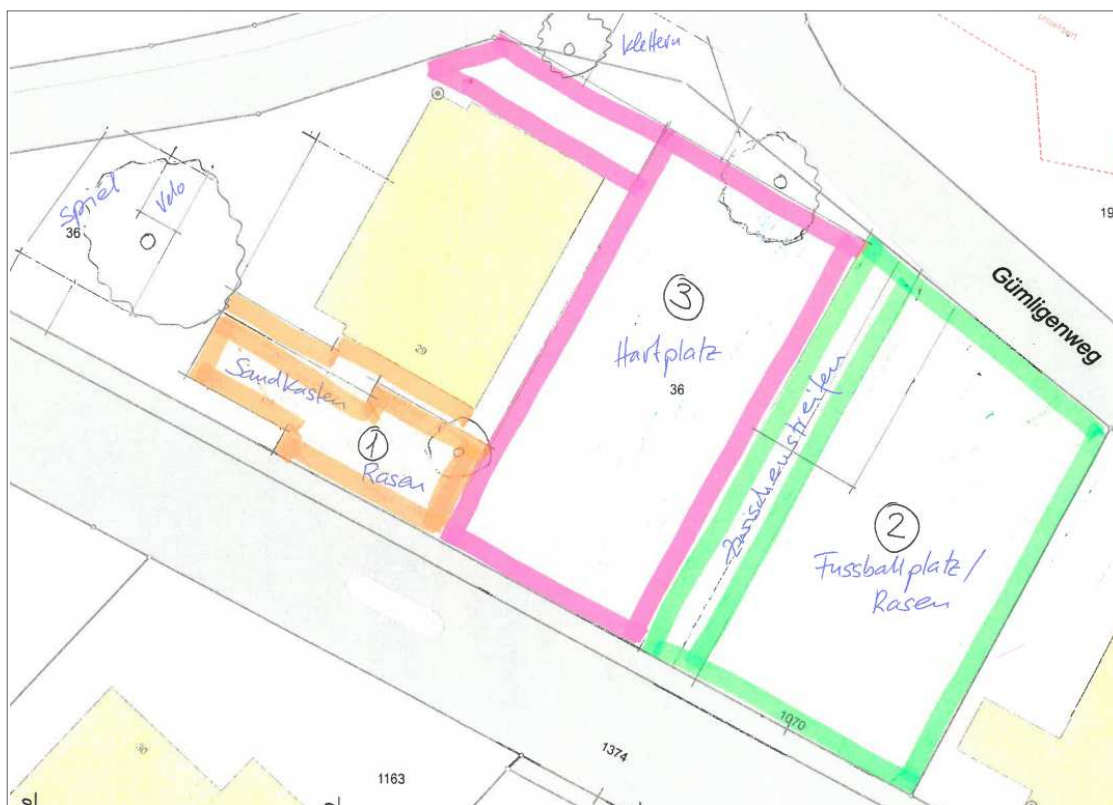 Klettern
Spiel
Velo
36
19
Gümligenweg
3
Hartplatz
36
29
Sandkasten
1
Rasen
Zwischenstreifen
2
Fussballplatz/
Rasen
1070
1374
1163
30